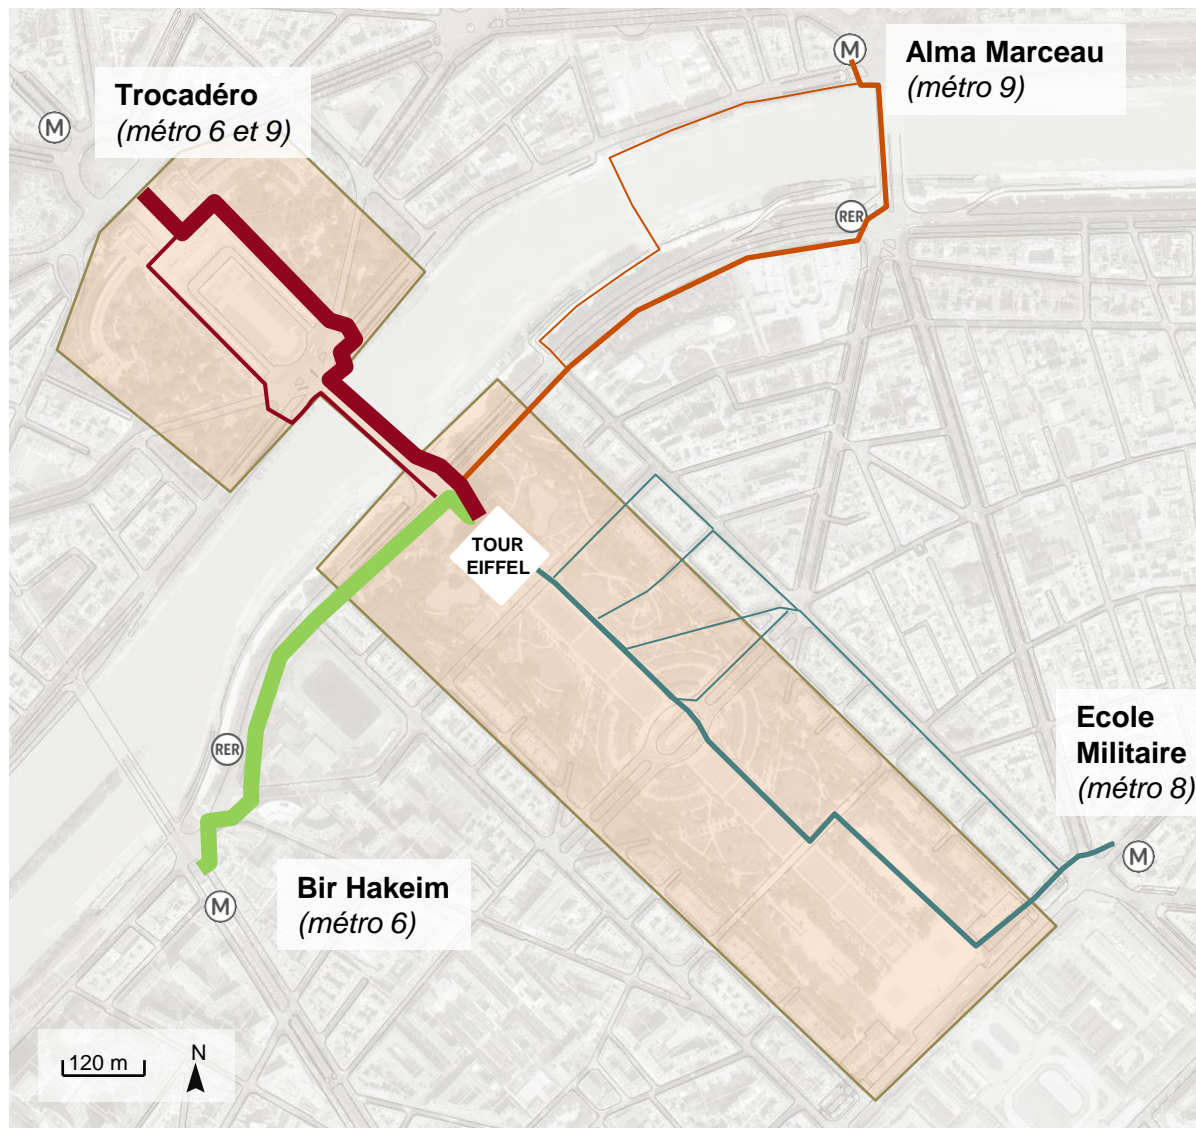 M
Alma Marceau
(métro 9)
Trocadéro
(métro 6 et 9)
M
RER
TOUR
EIFFEL
Ecole
Militaire
(métro 8)
RER
M
Bir Hakeim
(métro 6)
M
120 m
N